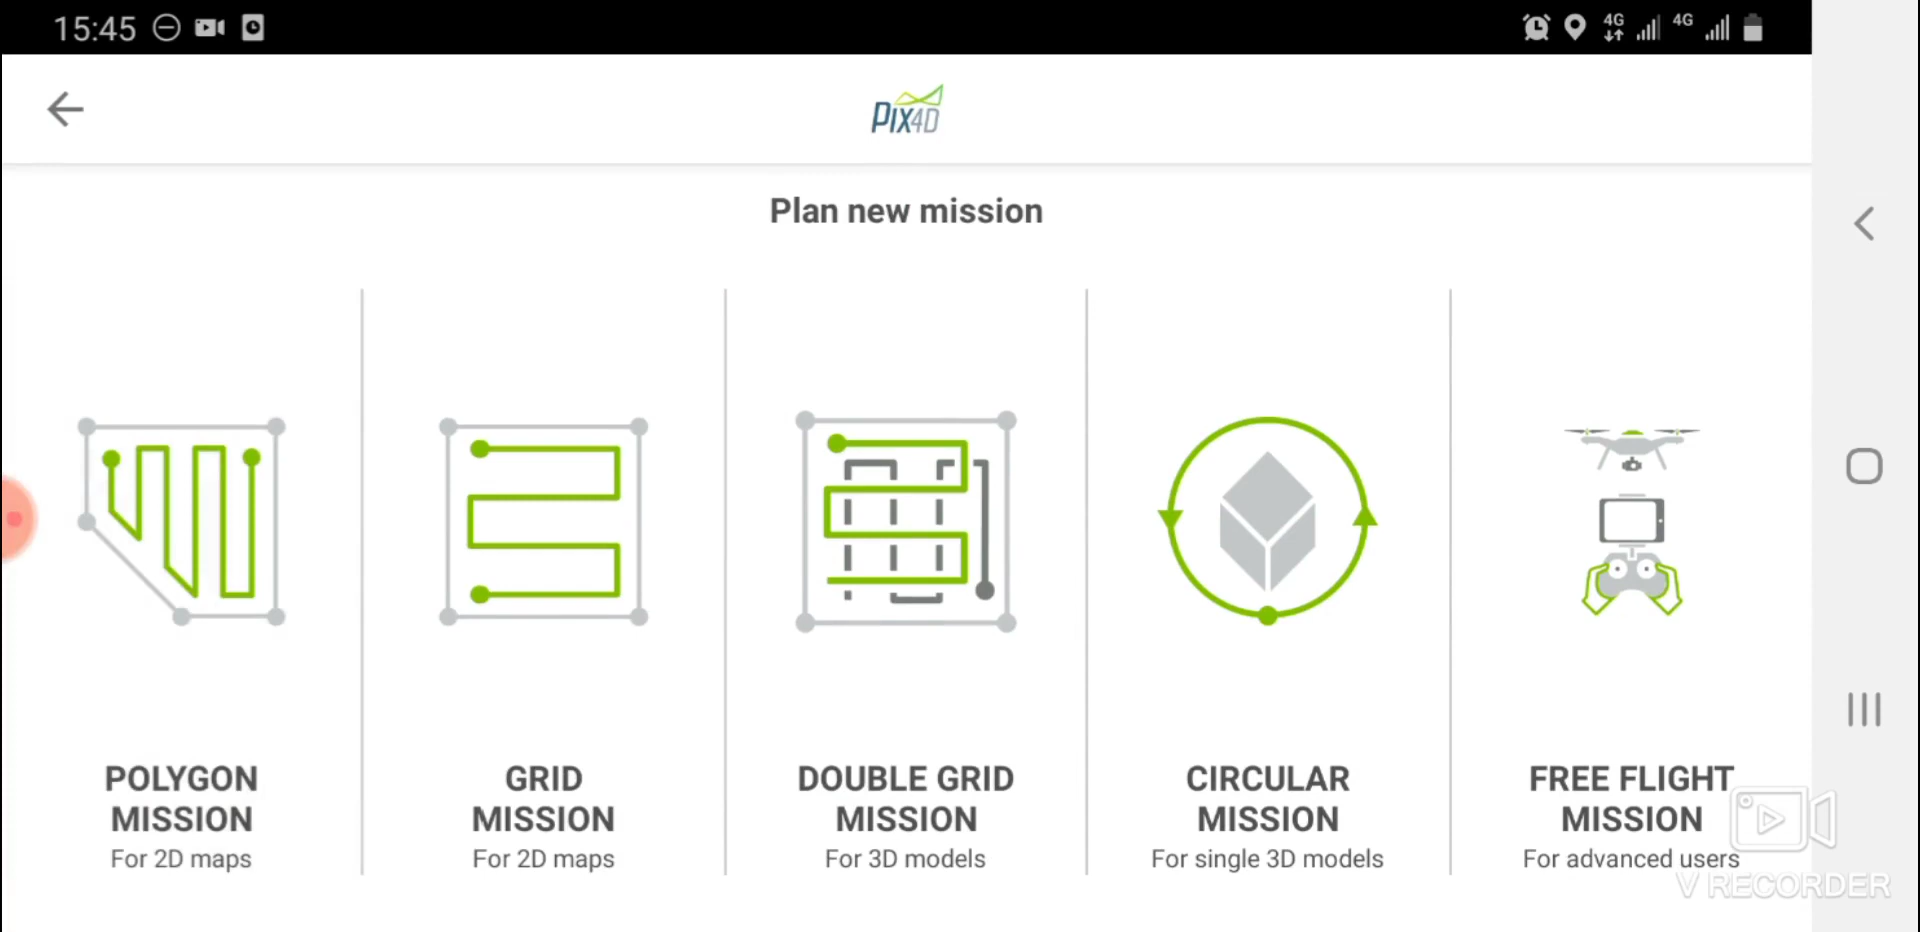 15:45
4G
4G
PIX4D
Plan new mission
POLYGON
MISSION
For 2D maps
GRID
MISSION
For 2D maps
DOUBLE GRID
MISSION
For 3D models
CIRCULAR
MISSION
For single 3D models
FREE FLIGHT
MISSION
For advanced users
V RECORDER